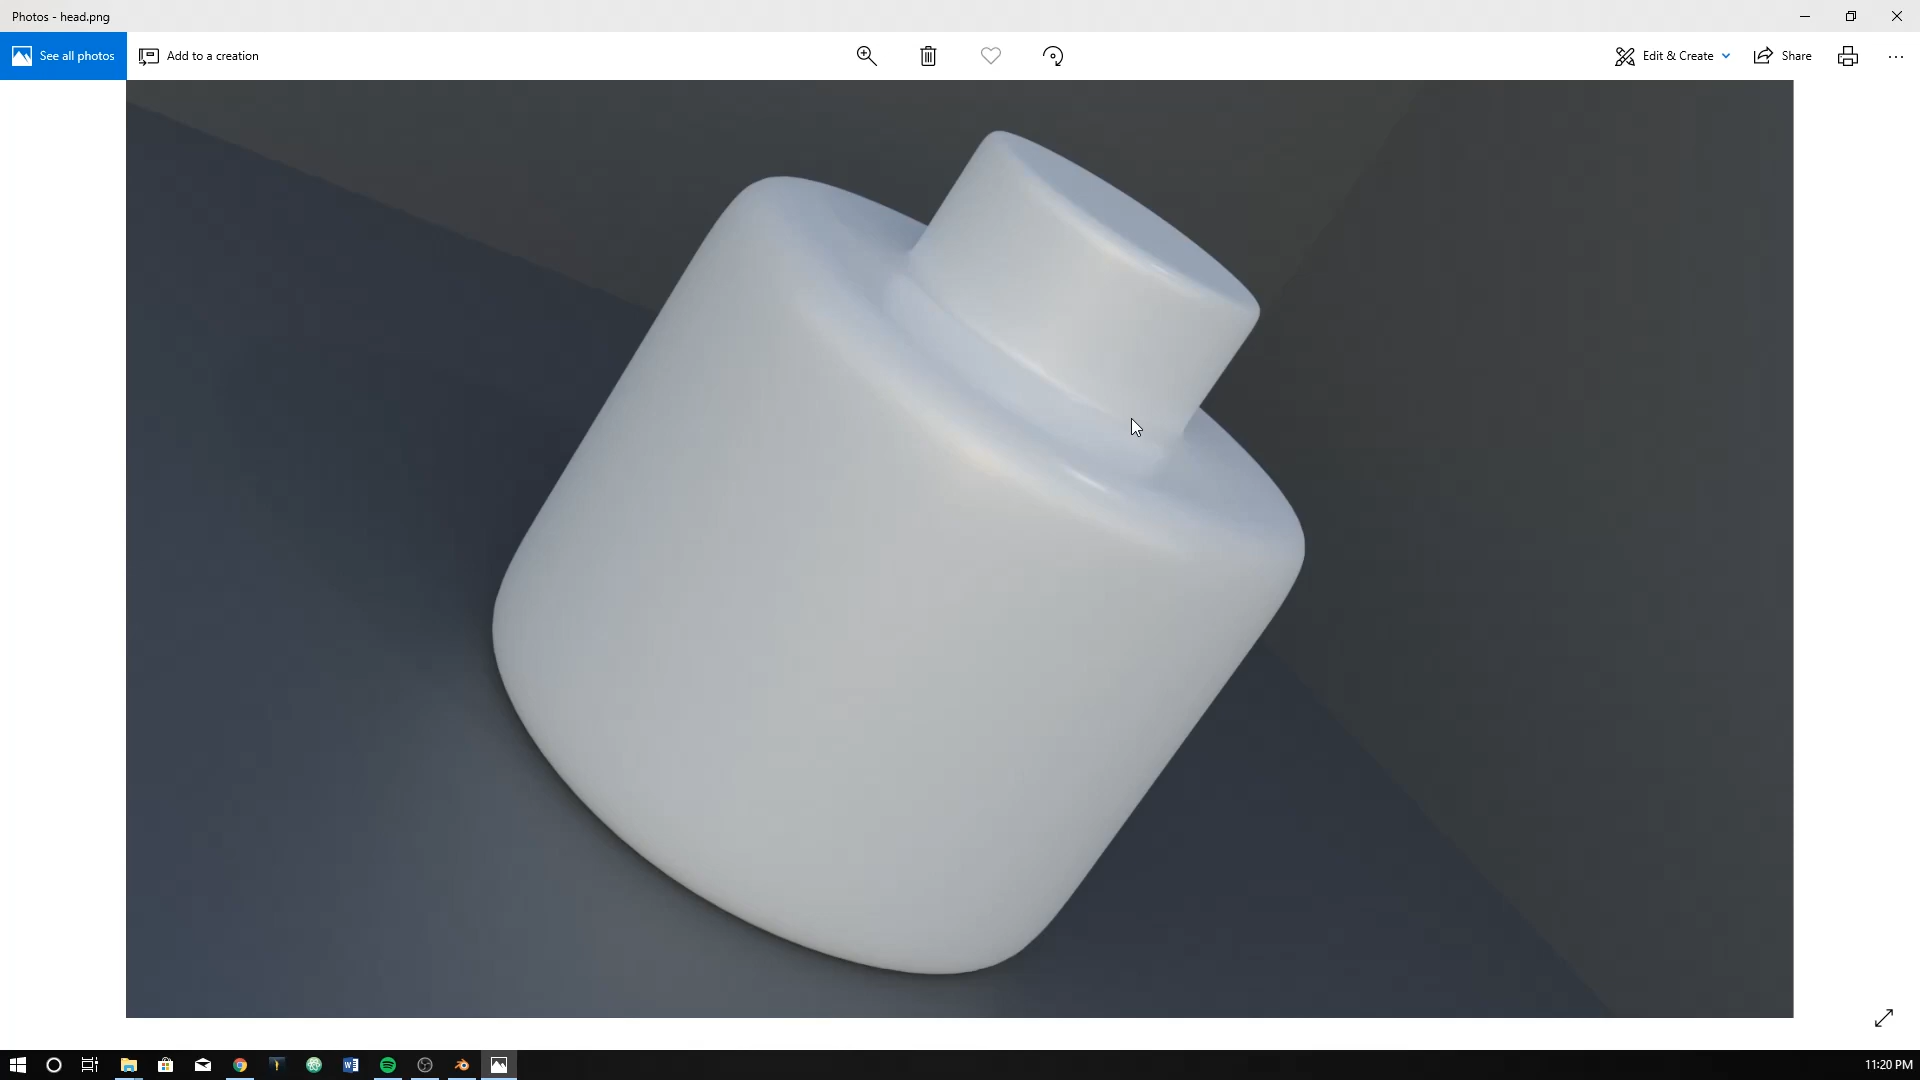 Photos - head.png
See all photos
Add to a creation
Edit & Create
Share
11:20 PM